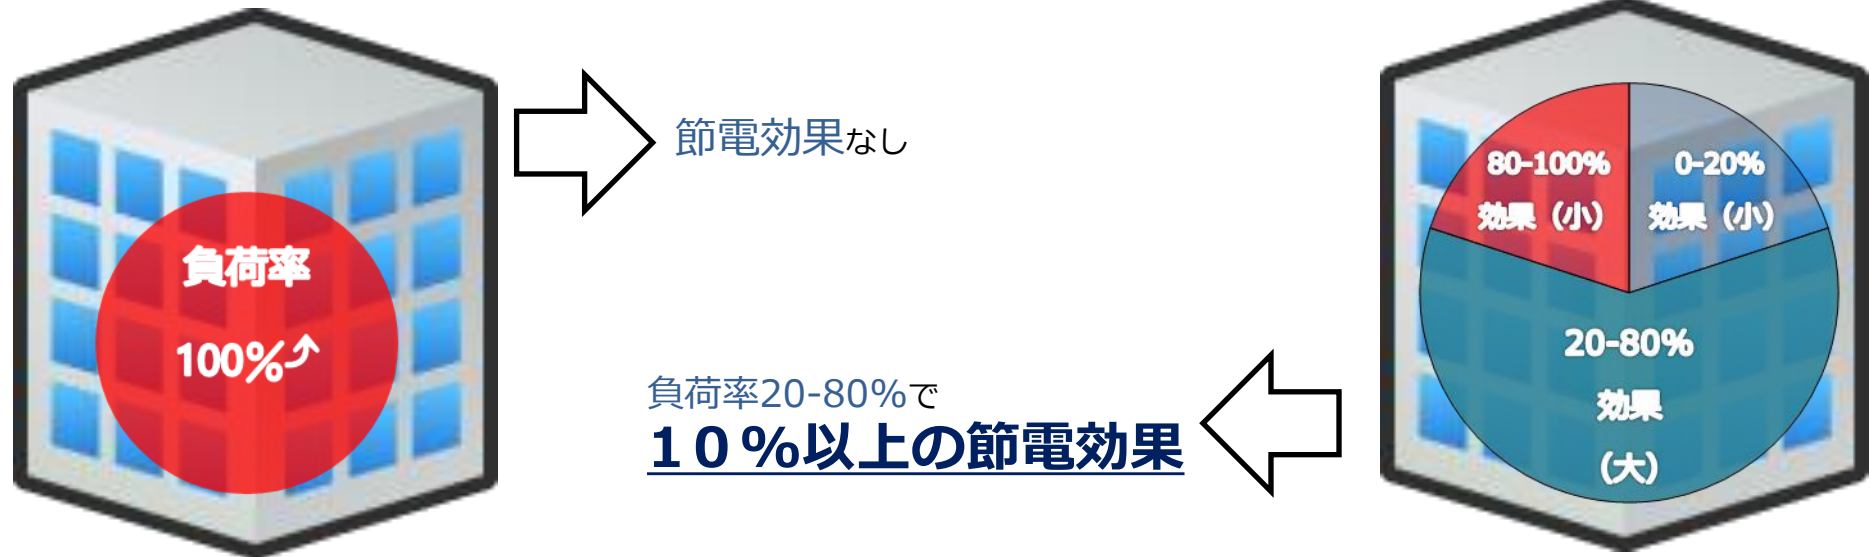 負荷率
100%⤴
節電効果なし
負荷率20-80%で
10%以上の節電効果
80-100%
効果(小)
0-20%
効果(小)
20-80%
効果
(大)